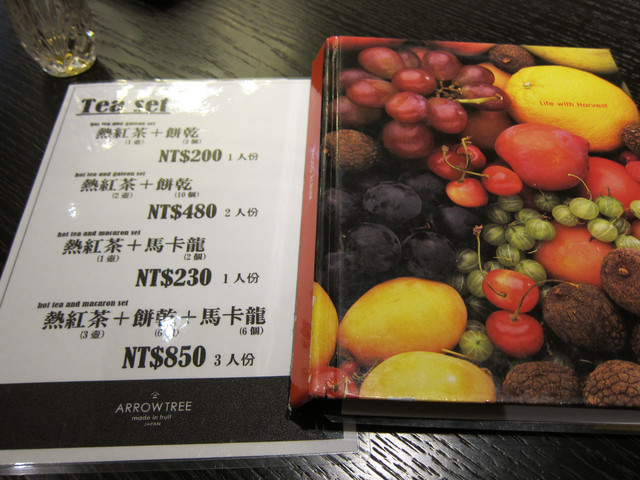 Tea set
hot tea and gateau set
熱紅茶＋餅乾
(1壺)
NT$200 1人份
hot tea and gateau set
熱紅茶＋餅乾
(2壺) (10個)
NT$480 2人份
hot tea and macaron set
熱紅茶＋馬卡龍
(1壺) (2個)
NT$230 1人份
hot tea and macaron set
熱紅茶＋餅乾＋馬卡龍
(3壺) (6個)
NT$850 3人份
ARROWTREE
made in fruit
JAPAN
Life with Harvest